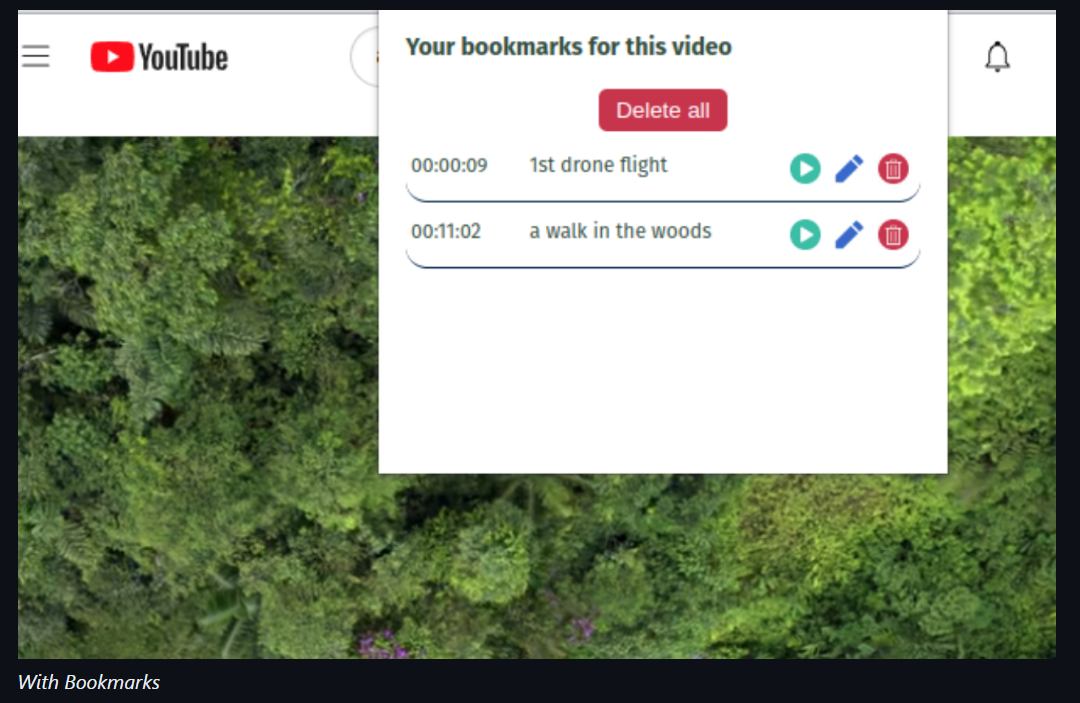 YouTube
Your bookmarks for this video
Delete all
00:00:09 1st drone flight
00:11:02 a walk in the woods
With Bookmarks